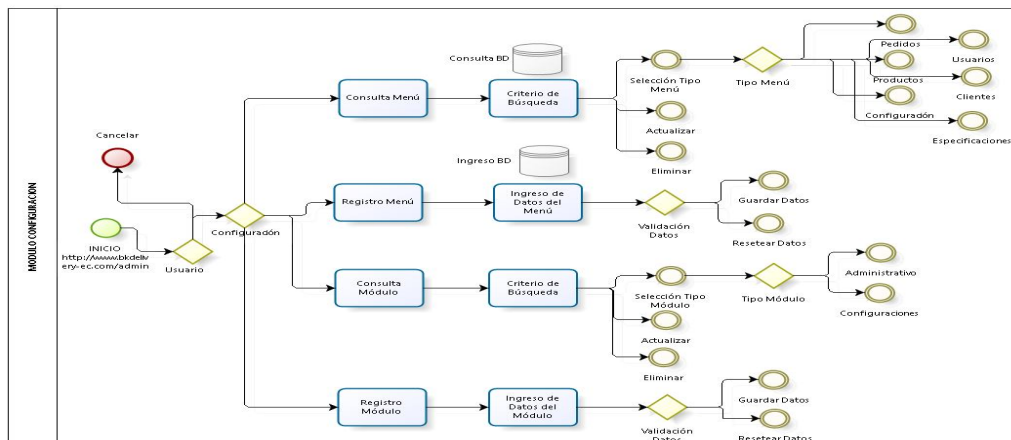 MODULO CONFIGURACION
Cancelar
INICIO
http://www.bkdeliv
ery-ec.com/admin
Usuario
Configuradón
Consulta Menú
Consulta BD
Criterio de
Búsqueda
Selección Tipo
Menú
Actualizar
Eliminar
Tipo Menú
Pedidos
Usuarios
Productos
Clientes
Configuradón
Especificaciones
Registro Menú
Ingreso BD
Ingreso de
Datos del
Menú
Validación
Datos
Guardar Datos
Resetear Datos
Consulta
Módulo
Criterio de
Búsqueda
Selección Tipo
Módulo
Actualizar
Eliminar
Tipo Módulo
Administrativo
Configuraciones
Registro
Módulo
Ingreso de
Datos del
Módulo
Validación
Datos
Guardar Datos
Resetear Datos